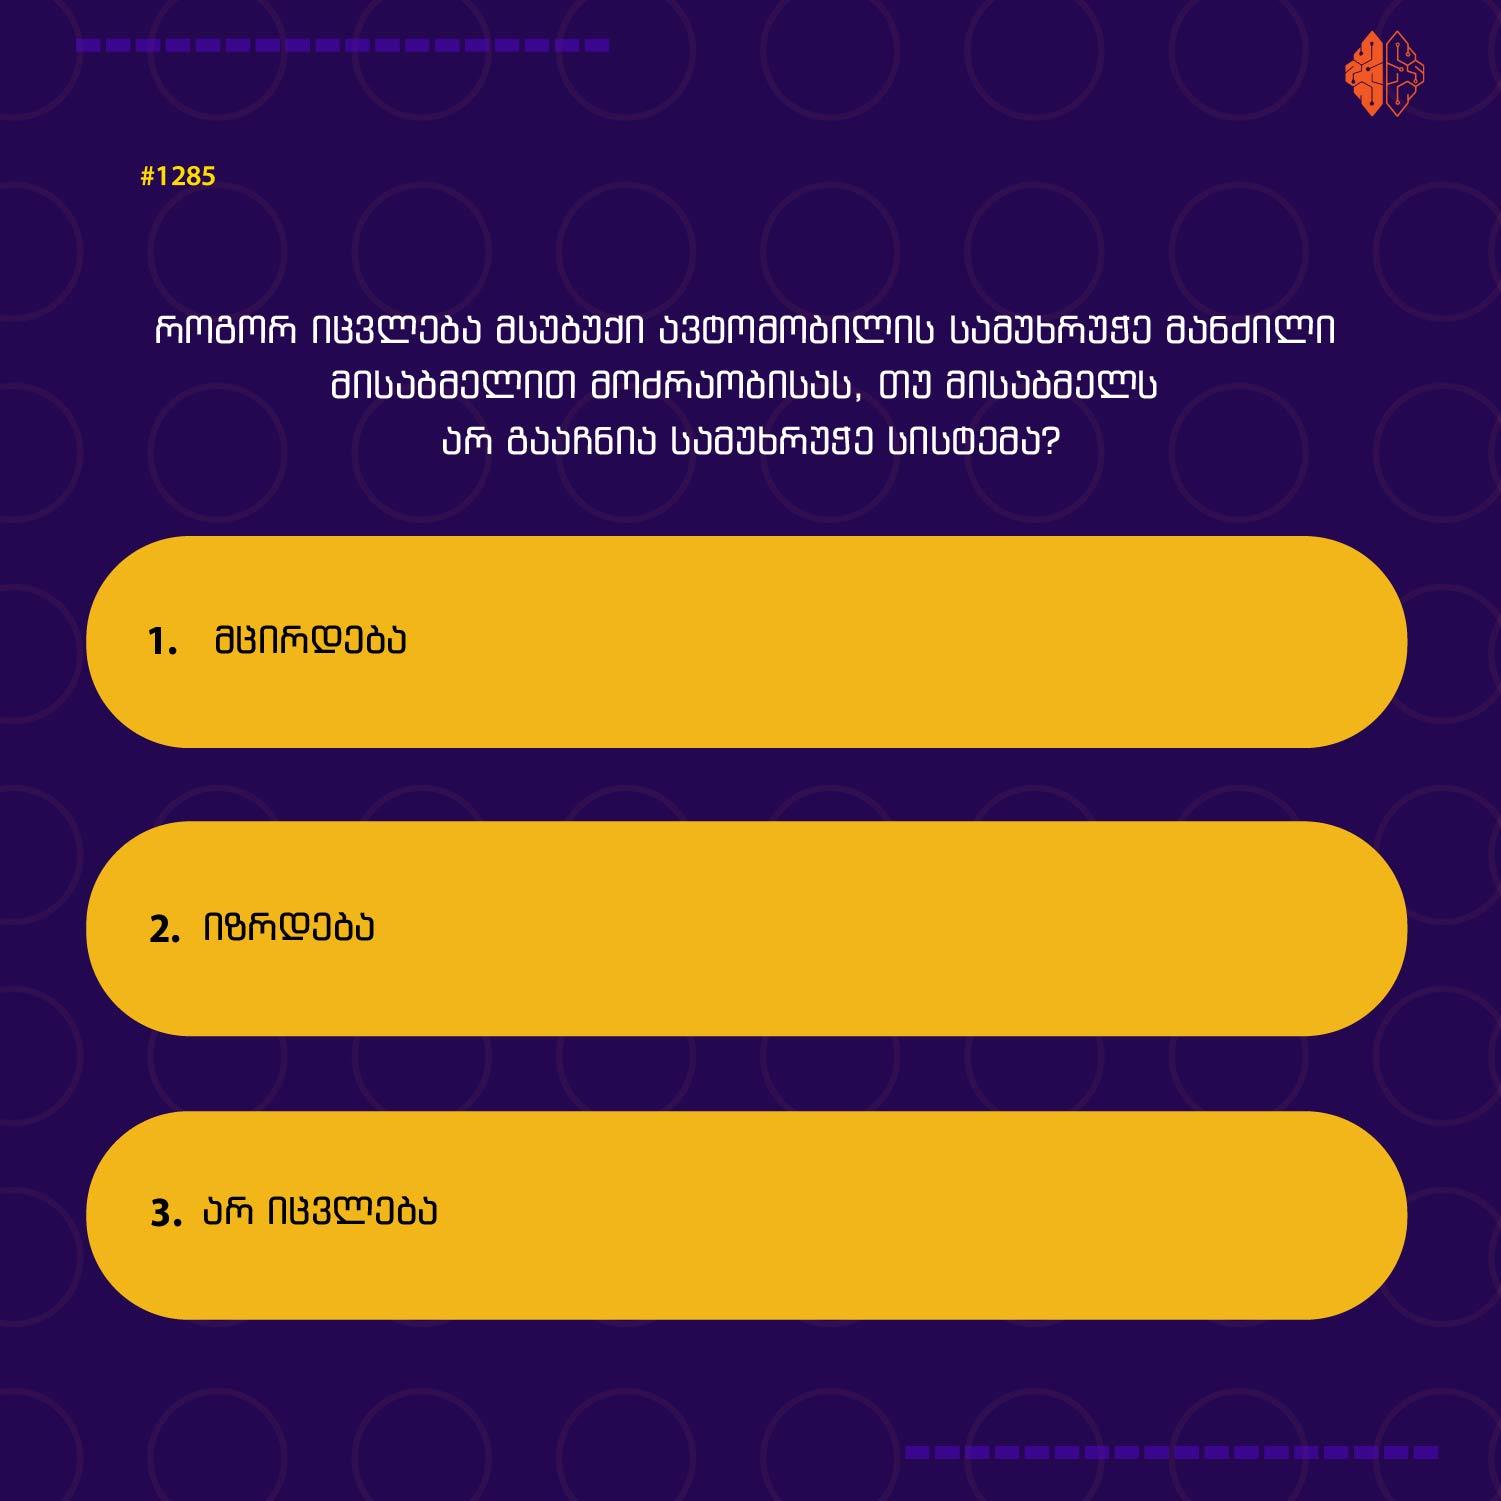 #1285
როგორ იცვლება მსუბუქი ავტომობილის სამუხრუჭე მანძილი
მისაბმელით მოძრაობისას, თუ მისაბმელს
არ გააჩნია სამუხრუჭე სისტემა?
1. მცირდება
2. იზრდება
3. არ იცვლება